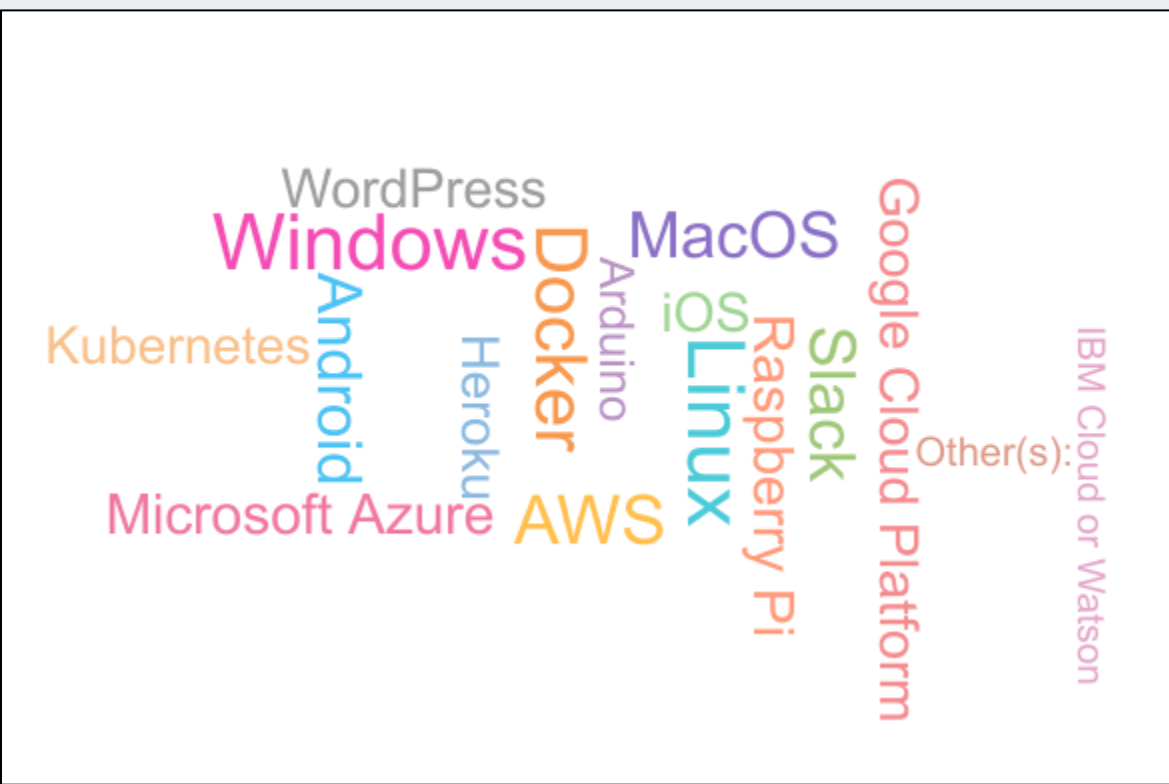 WordPress
Windows
MacOS
Docker
Google Cloud Platform
Arduino
Android
iOS
Kubernetes
Heroku
Linux
Raspberry Pi
Slack
IBM Cloud or Watson
Other(s):
Microsoft Azure
AWS